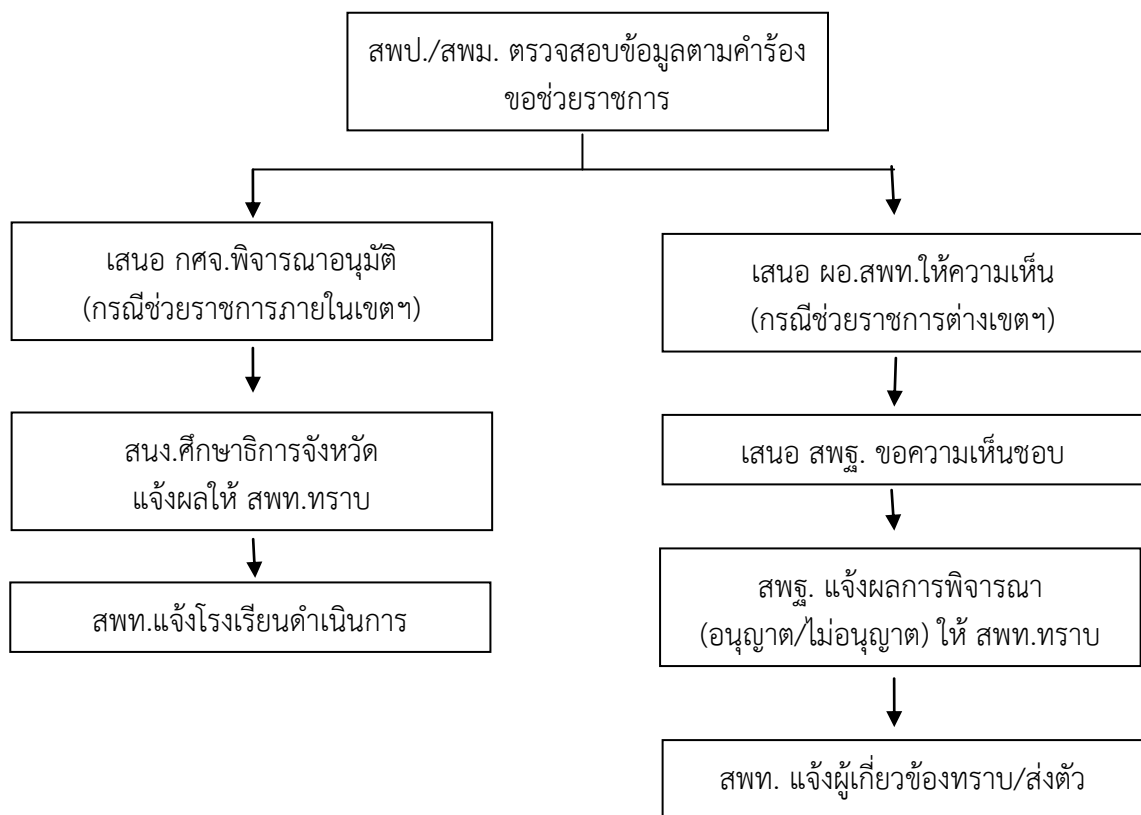 สพป./สพม. ตรวจสอบข้อมูลตามคำร้อง
ขอช่วยราชการ
เสนอ กศจ.พิจารณาอนุมัติ
(กรณีช่วยราชการภายในเขตฯ)
สนง.ศึกษาธิการจังหวัด
แจ้งผลให้ สพท.ทราบ
สพท.แจ้งโรงเรียนดำเนินการ
เสนอ ผอ.สพท.ให้ความเห็น
(กรณีช่วยราชการต่างเขตฯ)
เสนอ สพฐ. ขอความเห็นชอบ
สพฐ. แจ้งผลการพิจารณา
(อนุญาต/ไม่อนุญาต) ให้ สพท.ทราบ
สพท. แจ้งผู้เกี่ยวข้องทราบ/ส่งตัว